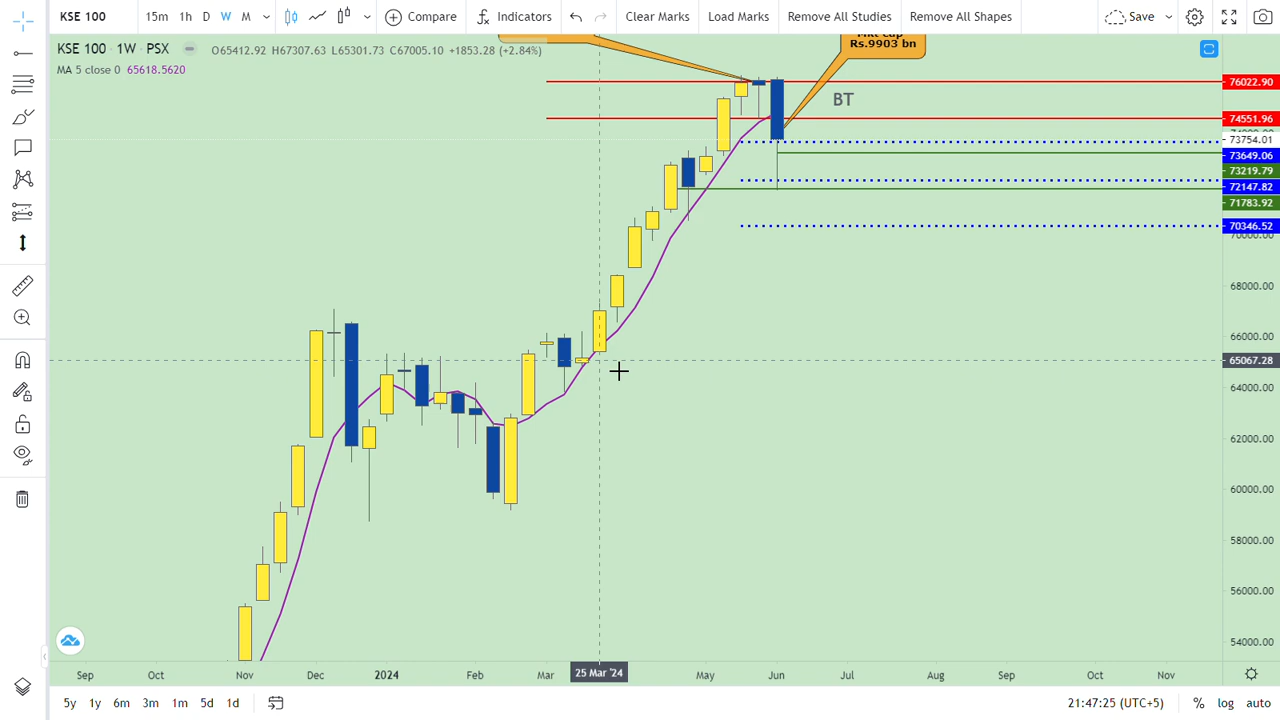 KSE 100 15m 1h D W M Compare Indicators Clear Marks Load Marks Remove All Studies Remove All Shapes Save
KSE 100 · 1W · PSX O65412.92 H67307.63 L65301.73 C67005.10 +1853.28 (+2.84%)
MA 5 close 0 65618.5620
Mkt Cap
Rs.9903 bn
BT
76022.90
74551.96
73754.01
73649.06
73219.79
72147.82
71783.92
70346.52
70000.00
68000.00
66000.00
65067.28
64000.00
62000.00
60000.00
58000.00
56000.00
54000.00
Sep Oct Nov Dec 2024 Feb Mar 25 Mar '24 May Jun Jul Aug Sep Oct Nov
5y 1y 6m 3m 1m 5d 1d 21:47:25 (UTC+5) % log auto